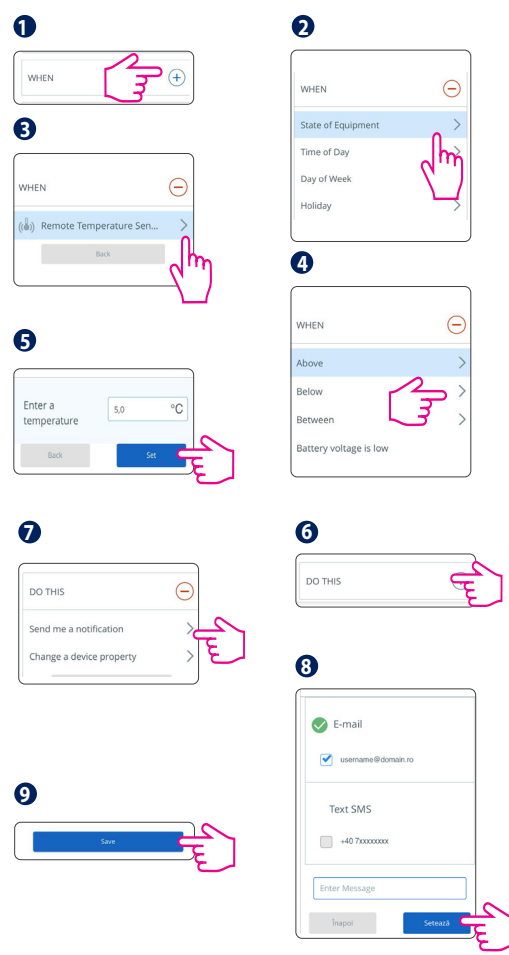 1
WHEN
2
WHEN
State of Equipment
Time of Day
Day of Week
Holiday
3
WHEN
Remote Temperature Sen...
Back
4
WHEN
Above
Below
Between
Battery voltage is low
5
Enter a
temperature
5,0
°C
Back
Set
6
DO THIS
7
DO THIS
Send me a notification
Change a device property
8
E-mail
username@domain.ro
Text SMS
+40 7xxxxxxxx
Enter Message
Înapoi
Setează
9
Save